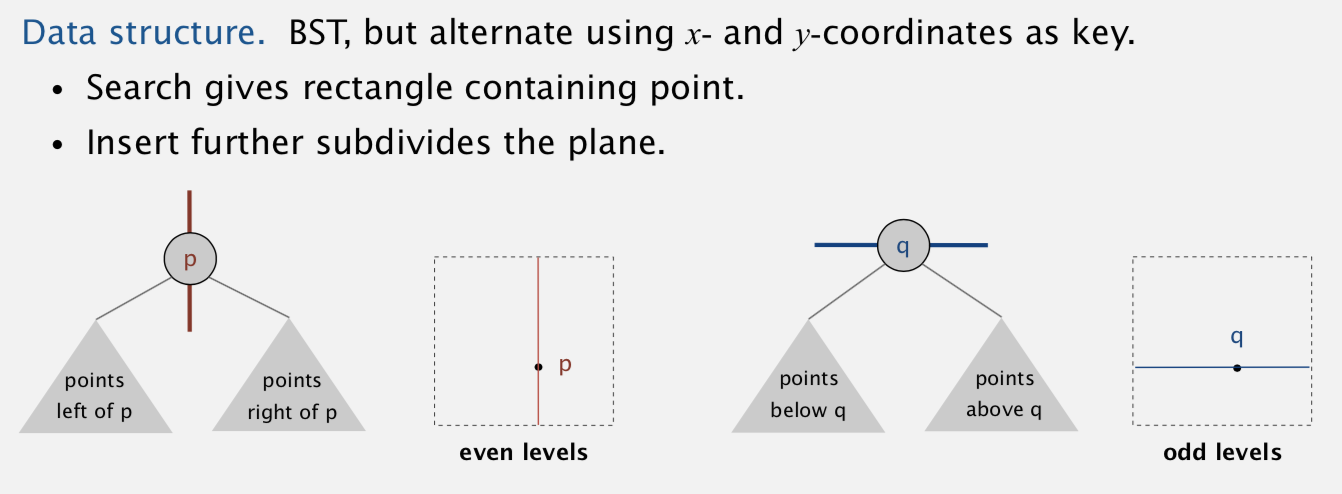 Data structure. BST, but alternate using x- and y-coordinates as key.
• Search gives rectangle containing point.
• Insert further subdivides the plane.
p
points
left of p
points
right of p
p
even levels
q
points
below q
points
above q
q
odd levels